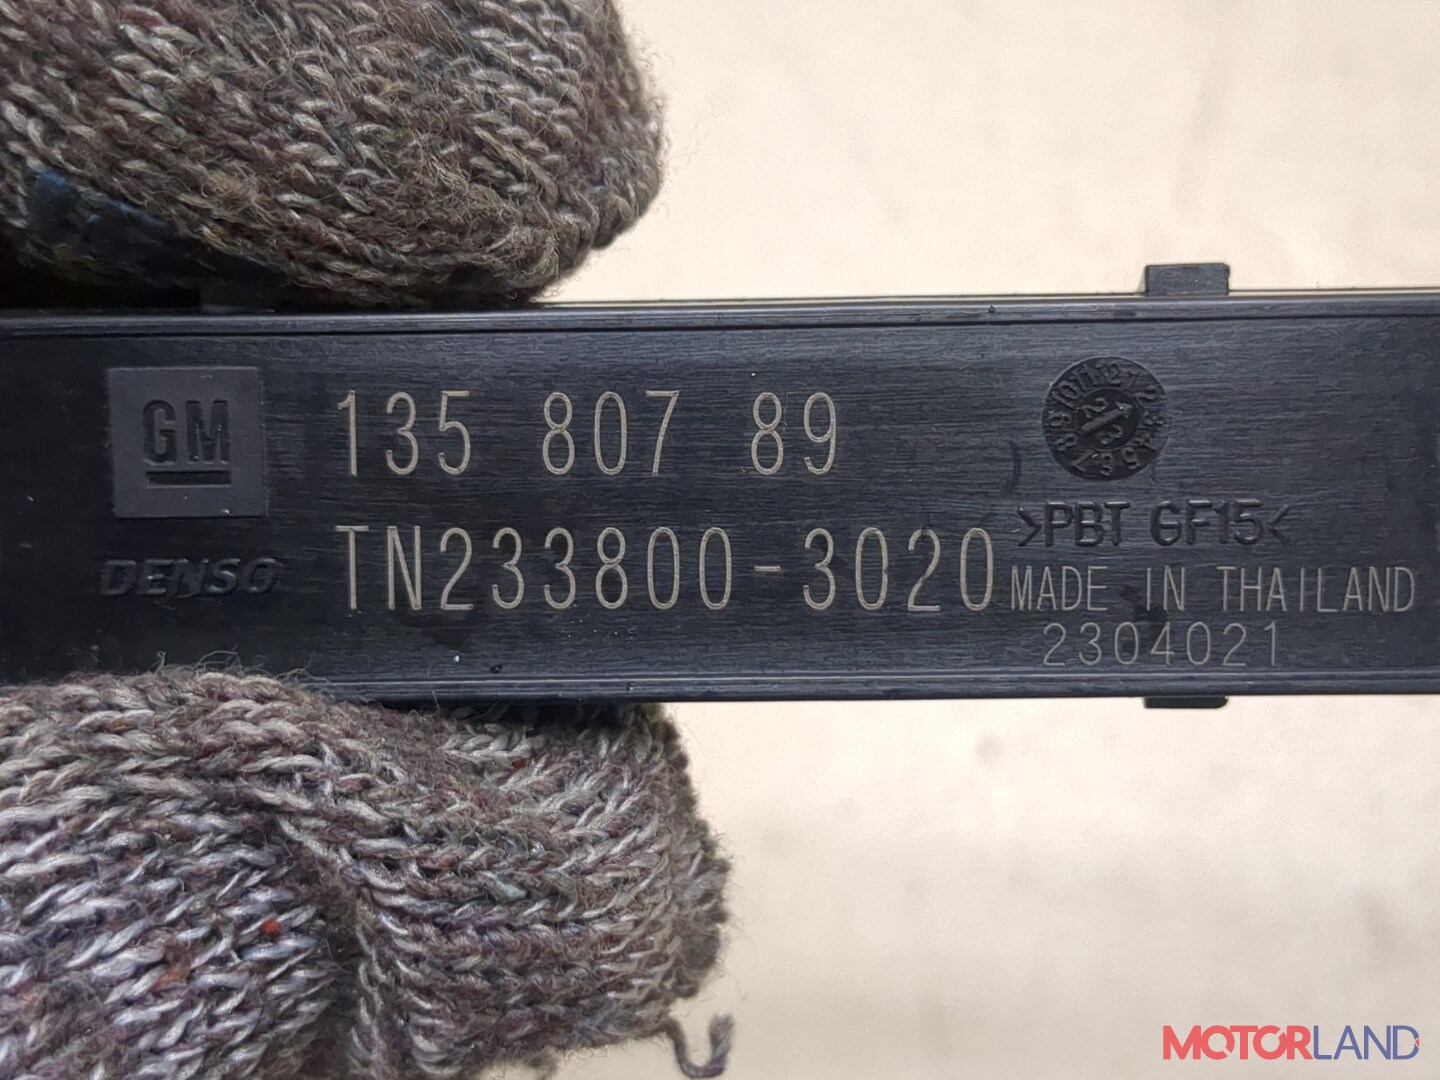 GM
135 807 89
DENSO
TN233800-3020
>PBT GF15<
MADE IN THAILAND
2304021
MOTORLAND